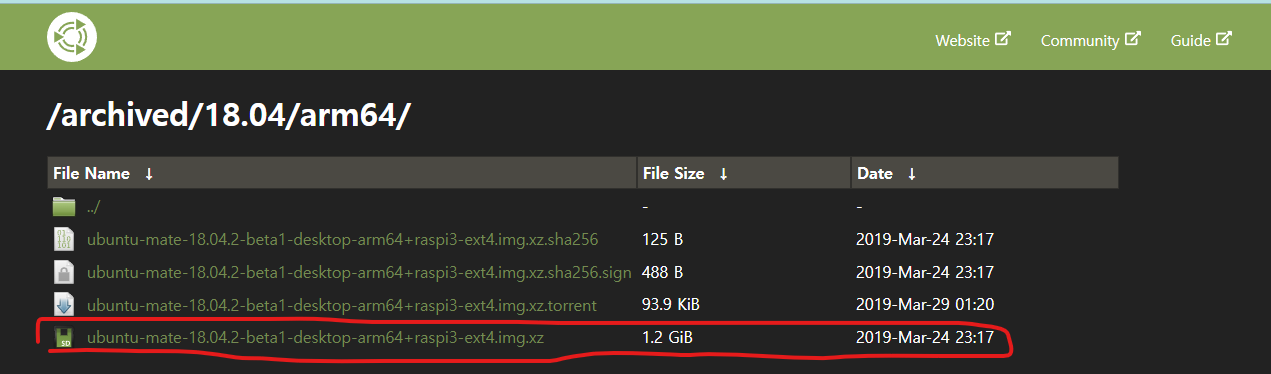 Website Community Guide
/archived/18.04/arm64/
File Name ↓ File Size ↓ Date ↓
../ - -
ubuntu-mate-18.04.2-beta1-desktop-arm64+raspi3-ext4.img.xz.sha256 125 B 2019-Mar-24 23:17
ubuntu-mate-18.04.2-beta1-desktop-arm64+raspi3-ext4.img.xz.sha256.sign 488 B 2019-Mar-24 23:17
ubuntu-mate-18.04.2-beta1-desktop-arm64+raspi3-ext4.img.xz.torrent 93.9 KiB 2019-Mar-29 01:20
SD ubuntu-mate-18.04.2-beta1-desktop-arm64+raspi3-ext4.img.xz 1.2 GiB 2019-Mar-24 23:17